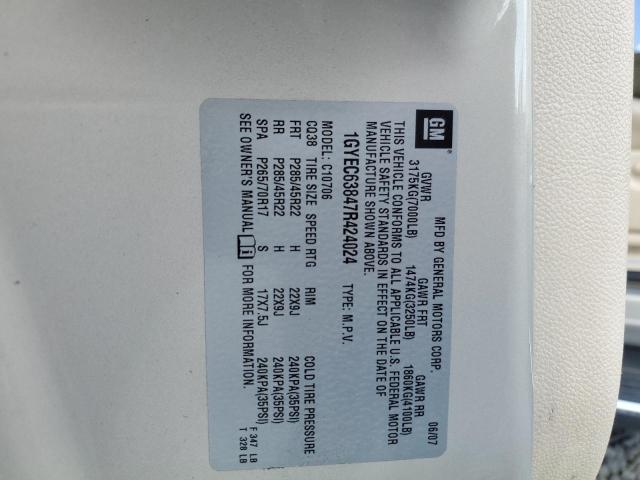 GM
MFD BY GENERAL MOTORS CORP. 06/07
GVWR GAWR FRT GAWR RR
3175KG(7000LB) 1474KG(3250LB) 1860KG(4100LB)
THIS VEHICLE CONFORMS TO ALL APPLICABLE U.S. FEDERAL MOTOR
VEHICLE SAFETY STANDARDS IN EFFECT ON THE DATE OF
MANUFACTURE SHOWN ABOVE.
1GYEC63847R424024 TYPE: M.P.V.
MODEL: C10706
CQ38 TIRE SIZE SPEED RTG RIM COLD TIRE PRESSURE
FRT P285/45R22 H 22X9J 240KPA(35PSI)
RR P285/45R22 H 22X9J 240KPA(35PSI)
SPA P265/70R17 S 17X7.5J 240KPA(35PSI)
SEE OWNER'S MANUAL i FOR MORE INFORMATION.
F 347 LB
T 328 LB